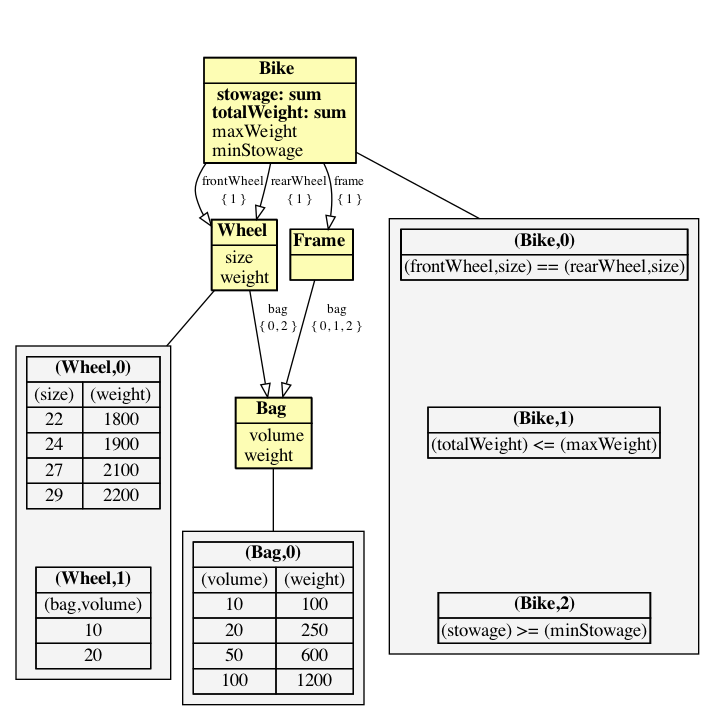 Bike
stowage: sum
totalWeight: sum
maxWeight
minStowage
frontWheel
{ 1 }
rearWheel
{ 1 }
frame
{ 1 }
Wheel
size
weight
Frame
(Bike,0)
(frontWheel,size) == (rearWheel,size)
bag
{ 0, 2 }
bag
{ 0, 1, 2 }
(Wheel,0)
(size) (weight)
22 1800
24 1900
27 2100
29 2200
Bag
volume
weight
(Bike,1)
(totalWeight) <= (maxWeight)
(Wheel,1)
(bag,volume)
10
20
(Bag,0)
(volume) (weight)
10 100
20 250
50 600
100 1200
(Bike,2)
(stowage) >= (minStowage)